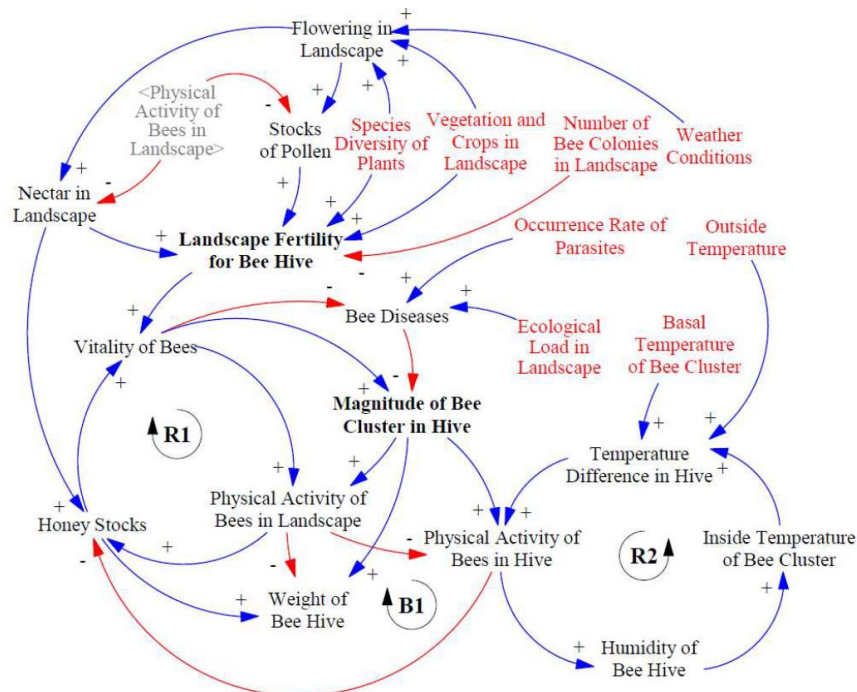 Flowering in
Landscape
<Physical
Activity of
Bees in
Landscape>
Stocks
of Pollen
Species
Diversity of
Plants
Vegetation and
Crops in
Landscape
Number of
Bee Colonies
in Landscape
Weather
Conditions
Nectar in
Landscape
Landscape Fertility
for Bee Hive
Occurrence Rate of
Parasites
Outside
Temperature
Vitality of Bees
Bee Diseases
Ecological
Load in
Landscape
Basal
Temperature
of Bee Cluster
R1
Magnitude of Bee
Cluster in Hive
Temperature
Difference in Hive
Honey Stocks
Physical Activity of
Bees in Landscape
Physical Activity of
Bees in Hive
R2
Inside Temperature
of Bee Cluster
Weight of
Bee Hive
B1
Humidity of
Bee Hive